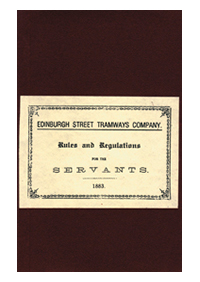 EDINBURGH STREET TRAMWAYS COMPANY.
Rules and Regulations
FOR THE
SERVANTS.
1883.